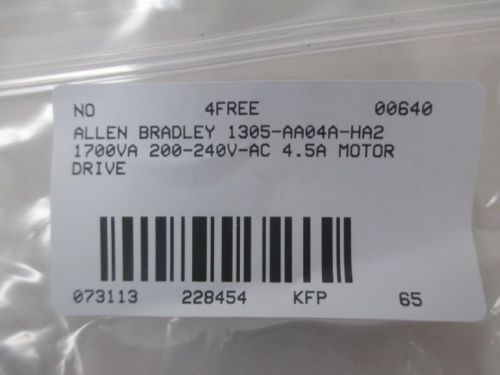 NO 4FREE 00640
ALLEN BRADLEY 1305-AA04A-HA2
1700VA 200-240V-AC 4.5A MOTOR
DRIVE
073113 228454 KFP 65